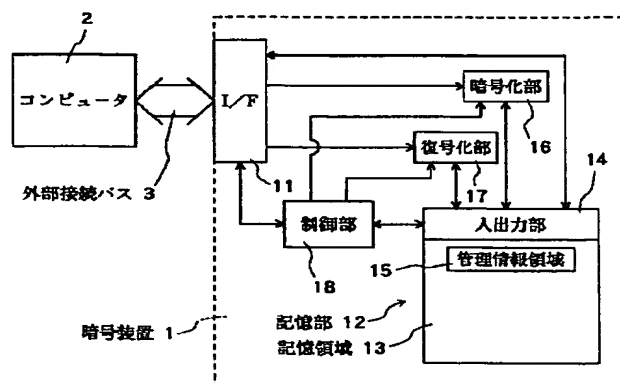 2
コンピュータ
I/F
暗号化部
16
復号化部
17
14
外部接続バス 3
11
制御部
18
入出力部
15
管理情報領域
暗号装置 1
記憶部 12
記憶領域 13